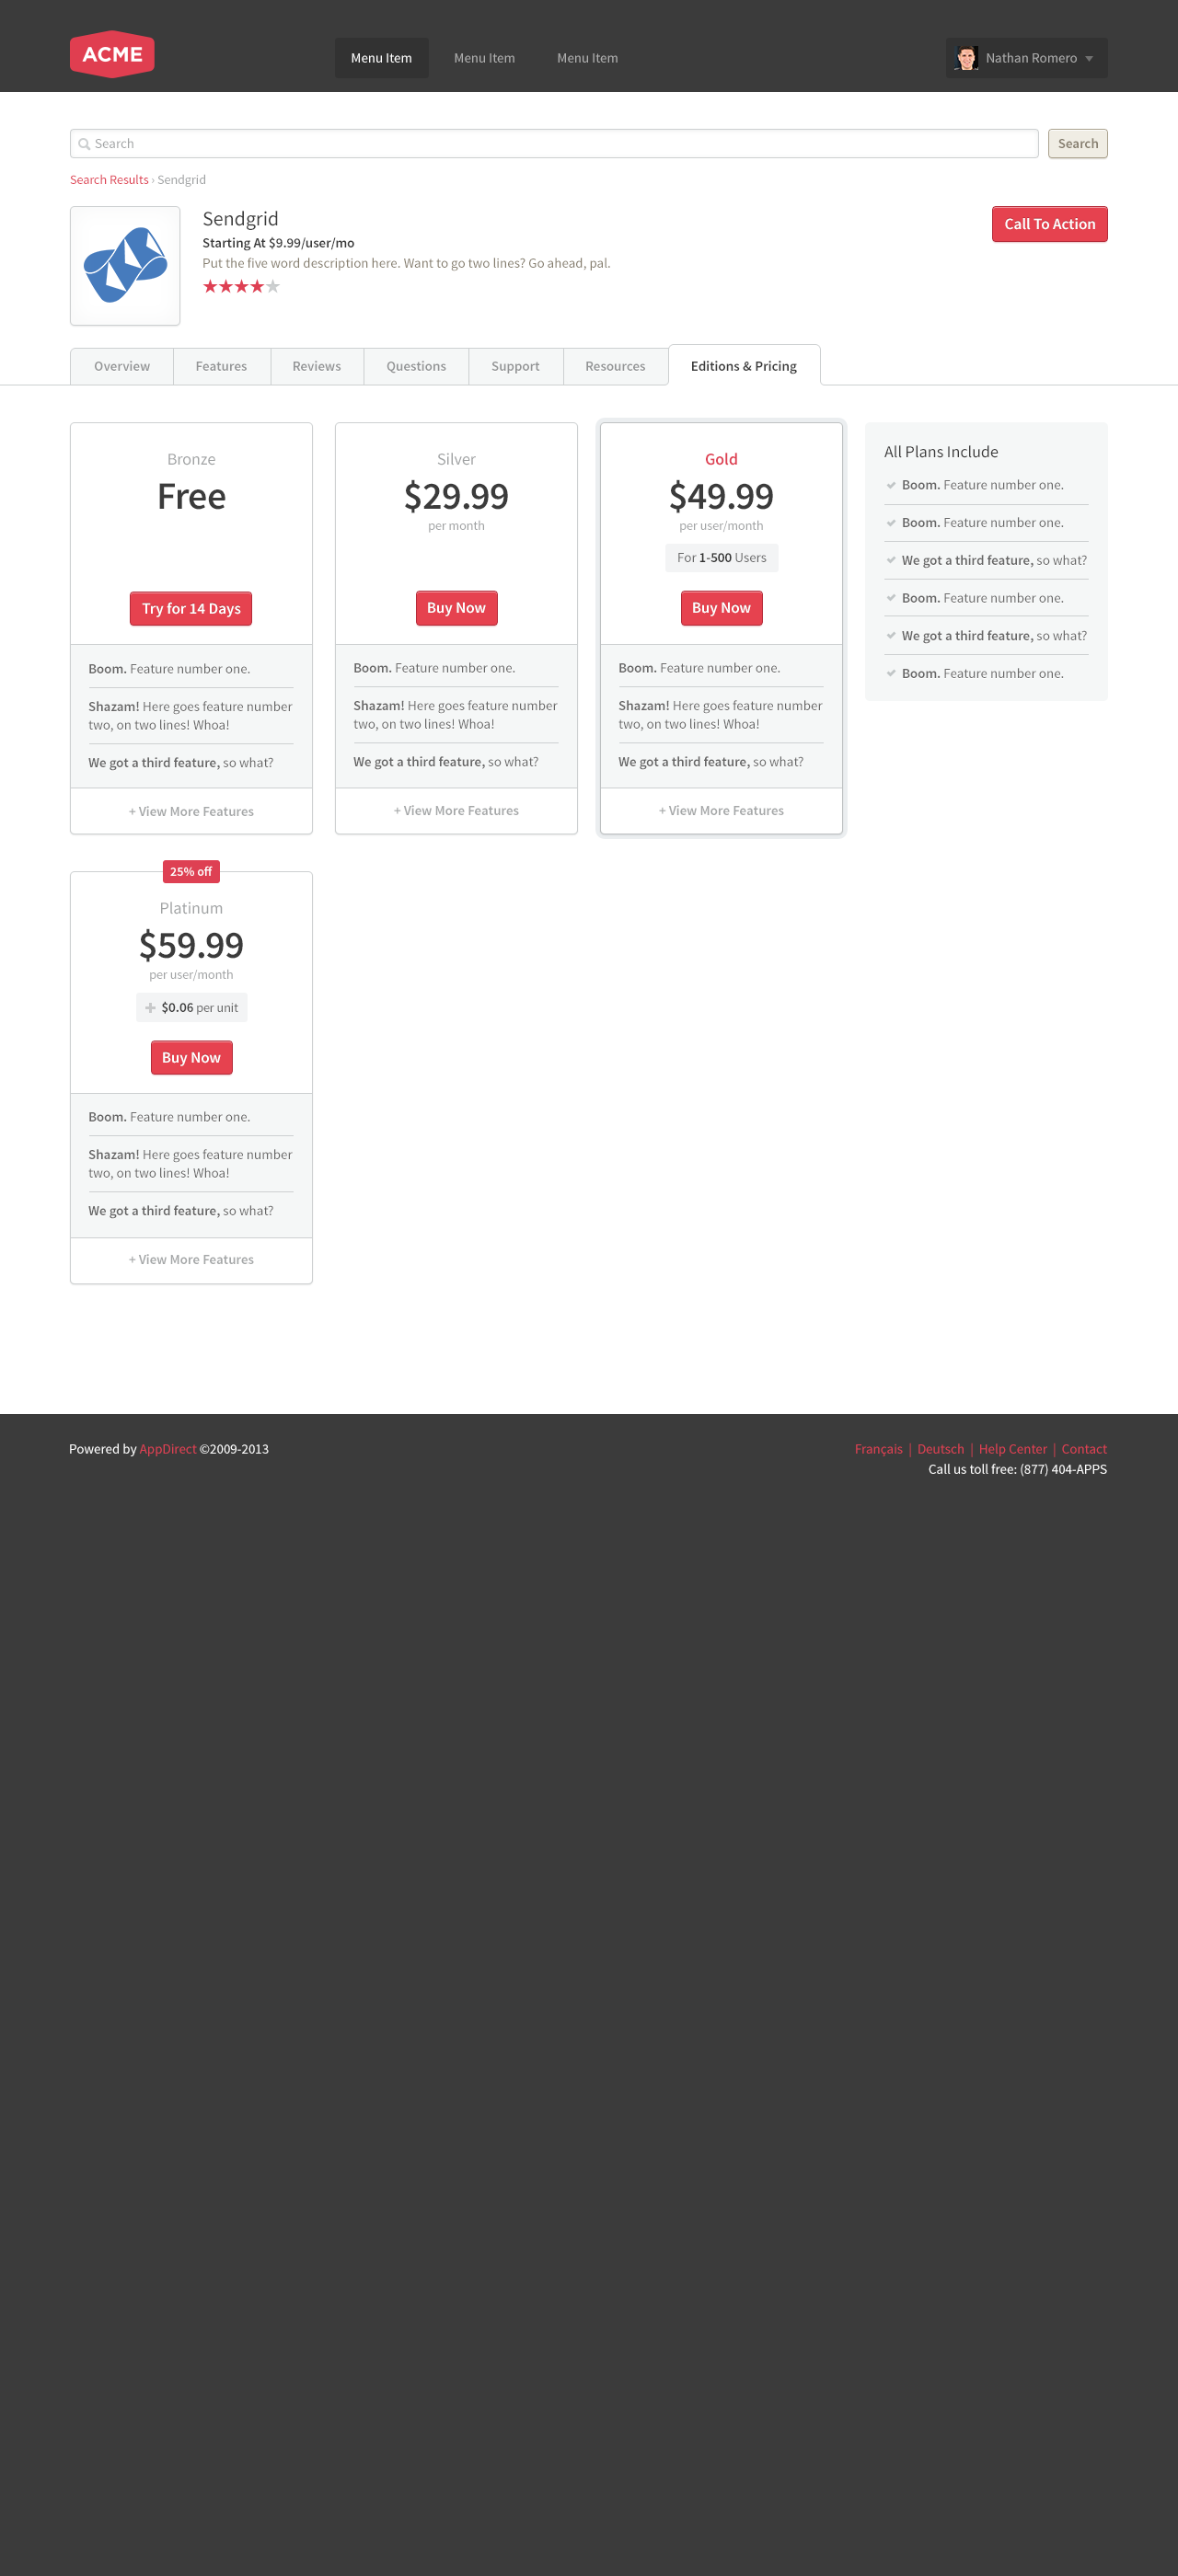 ACME
Menu Item
Menu Item
Menu Item
Nathan Romero
Search
Search
Search Results › Sendgrid
Sendgrid
Starting At $9.99/user/mo
Put the five word description here. Want to go two lines? Go ahead, pal.
Call To Action
Overview
Features
Reviews
Questions
Support
Resources
Editions & Pricing
Bronze
Free
Try for 14 Days
Boom. Feature number one.
Shazam! Here goes feature number
two, on two lines! Whoa!
We got a third feature, so what?
+ View More Features
Silver
$29.99
per month
Buy Now
Boom. Feature number one.
Shazam! Here goes feature number
two, on two lines! Whoa!
We got a third feature, so what?
+ View More Features
Gold
$49.99
per user/month
For 1-500 Users
Buy Now
Boom. Feature number one.
Shazam! Here goes feature number
two, on two lines! Whoa!
We got a third feature, so what?
+ View More Features
All Plans Include
Boom. Feature number one.
Boom. Feature number one.
We got a third feature, so what?
Boom. Feature number one.
We got a third feature, so what?
Boom. Feature number one.
25% off
Platinum
$59.99
per user/month
+ $0.06 per unit
Buy Now
Boom. Feature number one.
Shazam! Here goes feature number
two, on two lines! Whoa!
We got a third feature, so what?
+ View More Features
Powered by AppDirect ©2009-2013
Français | Deutsch | Help Center | Contact
Call us toll free: (877) 404-APPS